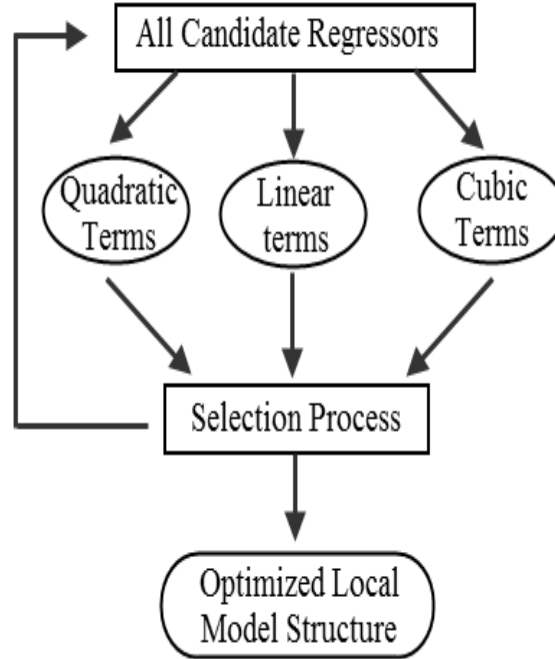 All Candidate Regressors
Quadratic
Terms
Linear
terms
Cubic
Terms
Selection Process
Optimized Local
Model Structure